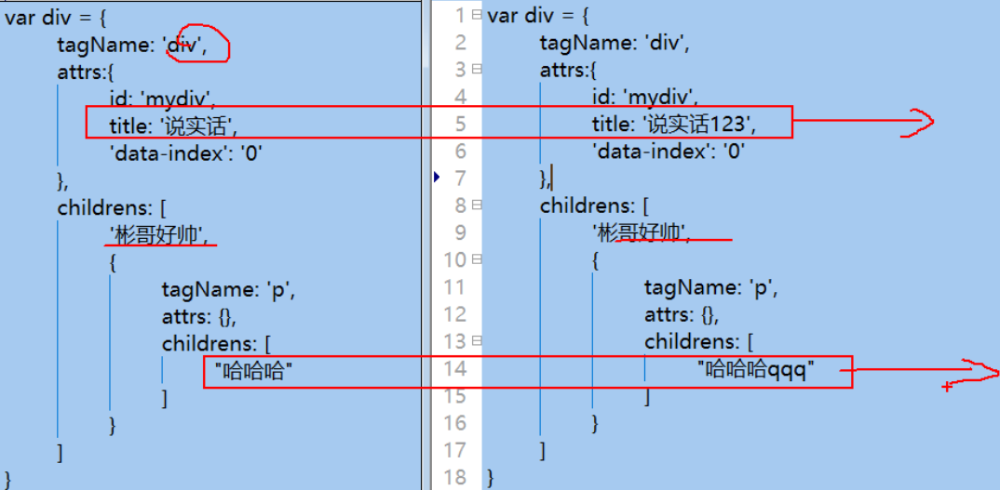 var div = {
tagName: 'div',
attrs:{
id: 'mydiv',
title: '说实话',
'data-index': '0'
},
childrens: [
'彬哥好帅',
{
tagName: 'p',
attrs: {},
childrens: [
"哈哈哈"
]
}
]
}
1 var div = {
2 tagName: 'div',
3 attrs:{
4 id: 'mydiv',
5 title: '说实话123',
6 'data-index': '0'
7 },
8 childrens: [
9 '彬哥好帅',
10 {
11 tagName: 'p',
12 attrs: {},
13 childrens: [
14 "哈哈哈qqq"
15 ]
16 }
17 ]
18 }